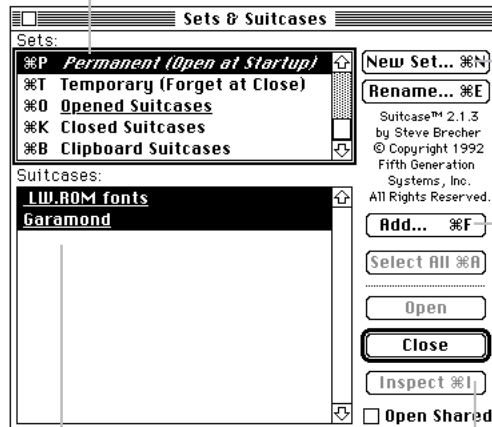 Sets & Suitcases
Sets:
⌘P Permanent (Open at Startup)
⌘T Temporary (Forget at Close)
⌘O Opened Suitcases
⌘K Closed Suitcases
⌘B Clipboard Suitcases
Suitcases:
LW.ROM fonts
Garamond
New Set... ⌘N
Rename... ⌘E
Suitcase™ 2.1.3
by Steve Brecher
© Copyright 1992
Fifth Generation
Systems, Inc.
All Rights Reserved.
Add... ⌘F
Select All ⌘A
Open
Close
Inspect ⌘I
Open Shared